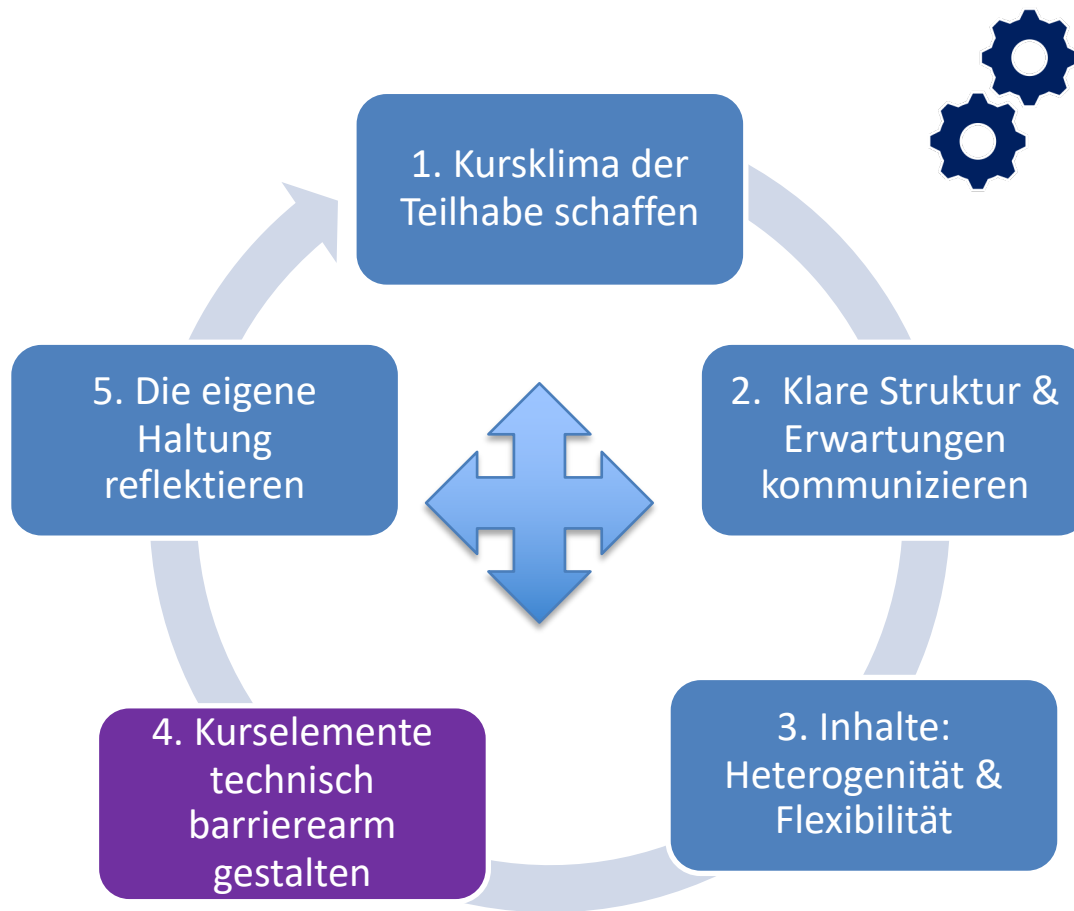 1. Kursklima der
Teilhabe schaffen
2. Klare Struktur &
Erwartungen
kommunizieren
3. Inhalte:
Heterogenität &
Flexibilität
4. Kurselemente
technisch
barrierearm
gestalten
5. Die eigene
Haltung
reflektieren